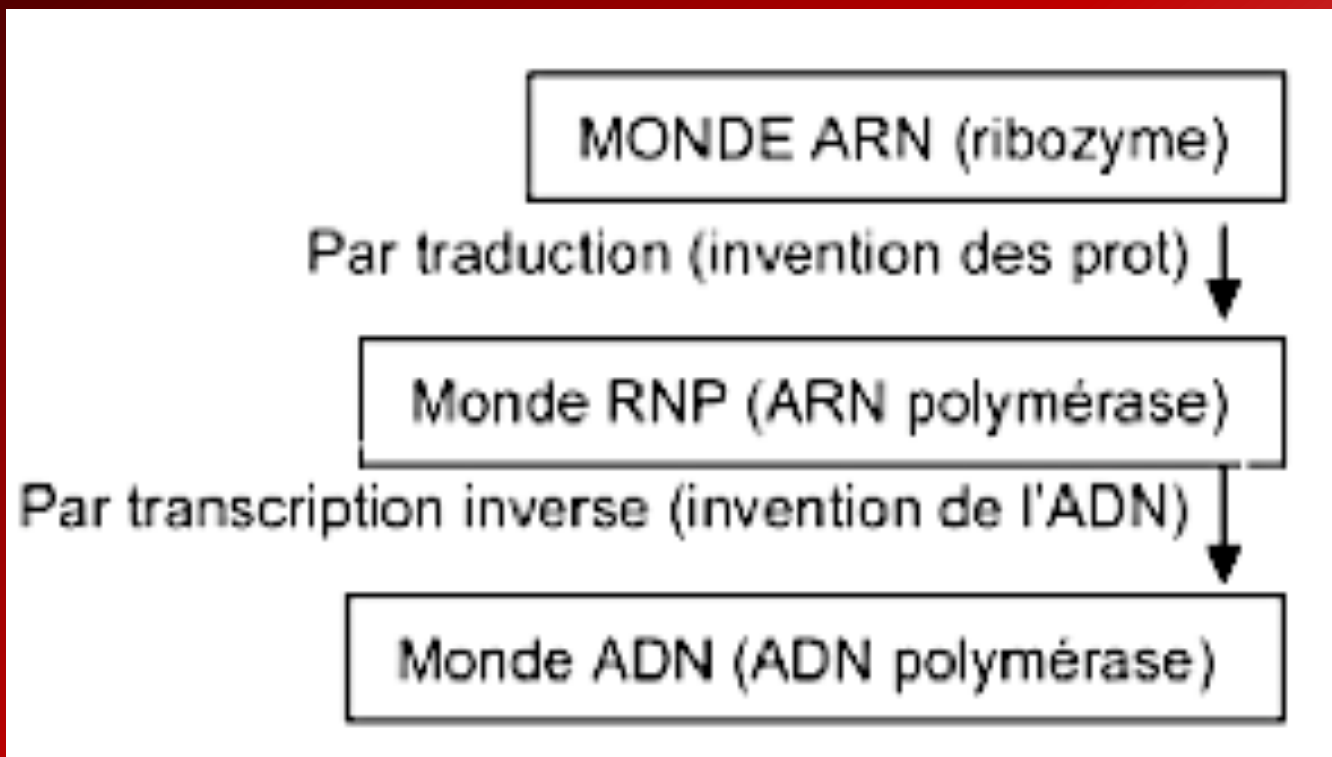 MONDE ARN (ribozyme)
Par traduction (invention des prot)
Monde RNP (ARN polymérase)
Par transcription inverse (invention de l'ADN)
Monde ADN (ADN polymérase)